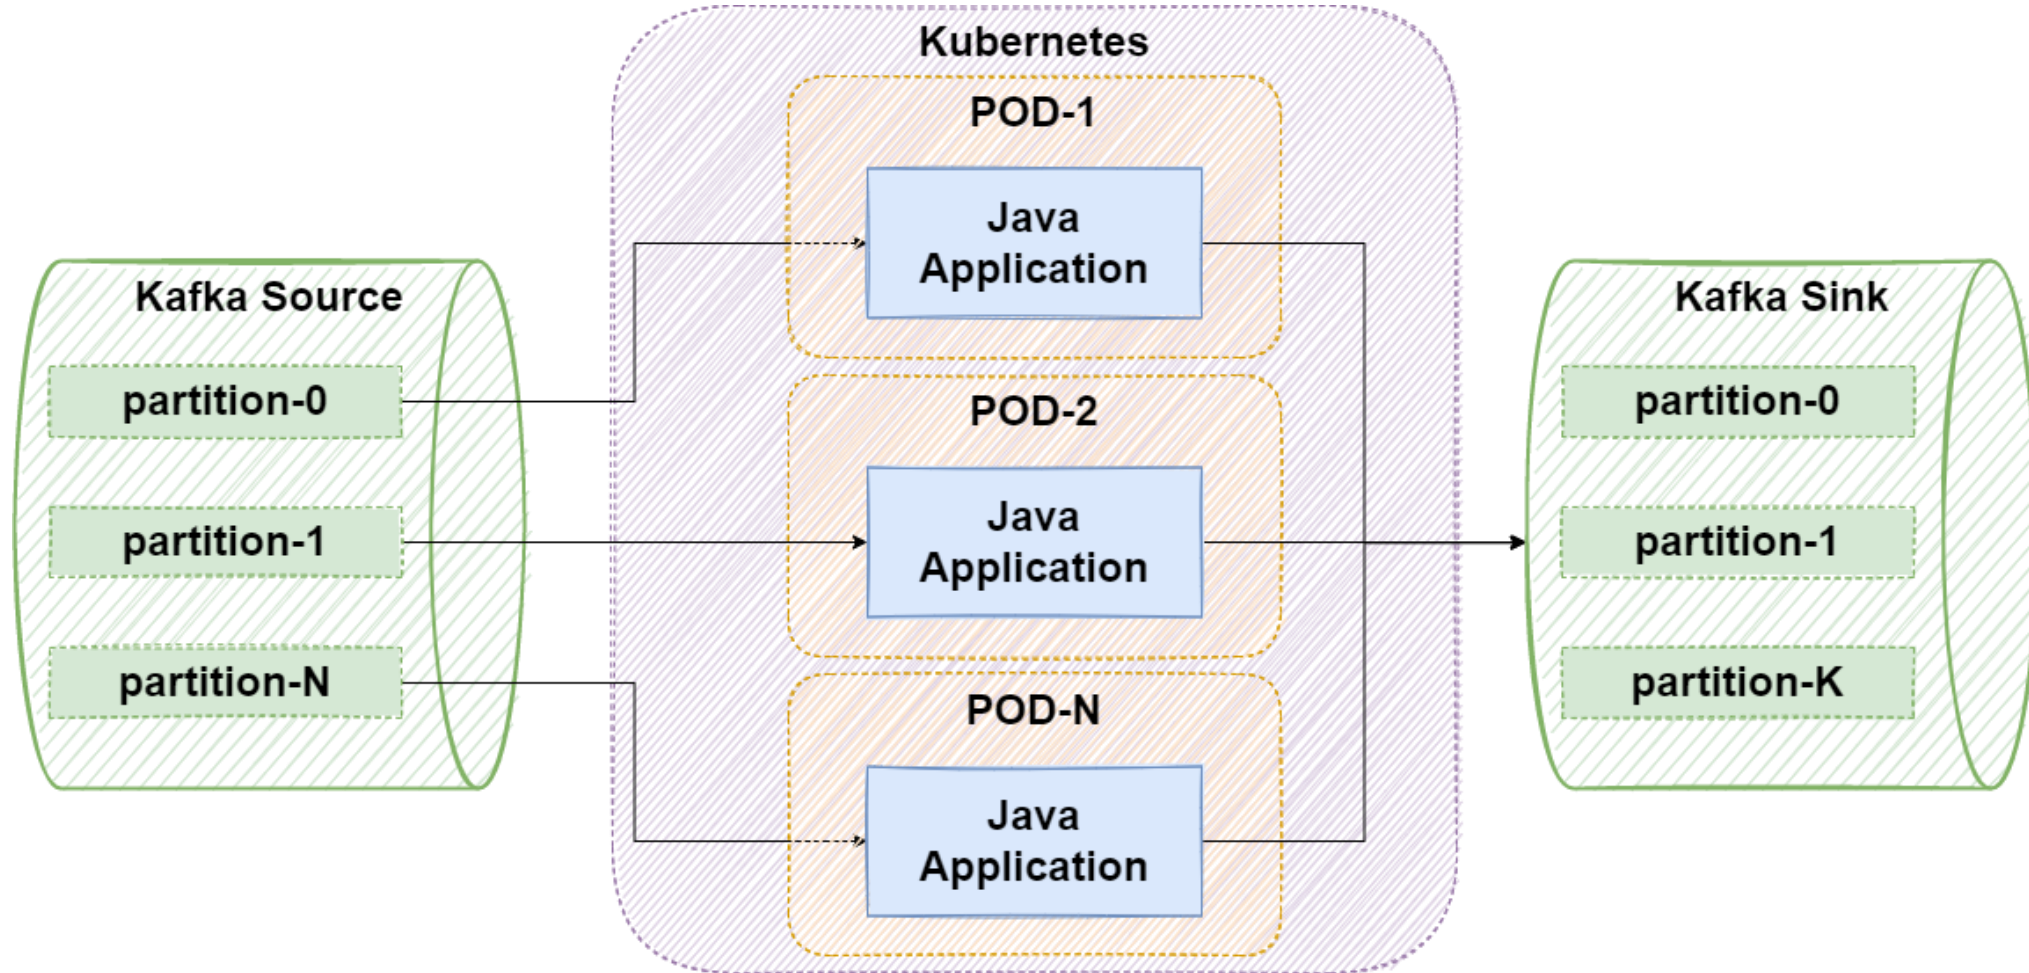 Kubernetes
POD-1
Java
Application
Kafka Source
partition-0
partition-1
partition-N
POD-2
Java
Application
POD-N
Java
Application
Kafka Sink
partition-0
partition-1
partition-K